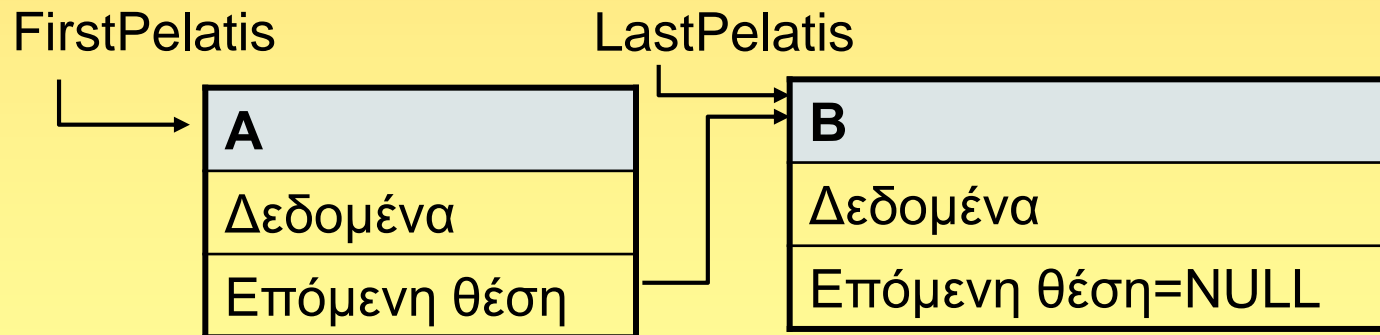 FirstPelatis
LastPelatis
A
Δεδομένα
Επόμενη θέση
B
Δεδομένα
Επόμενη θέση=NULL